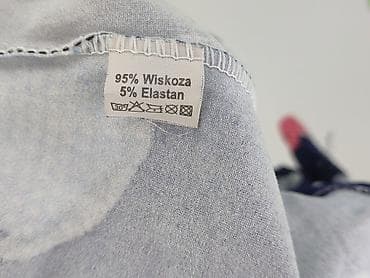 95% Wiskoza
5% Elastan